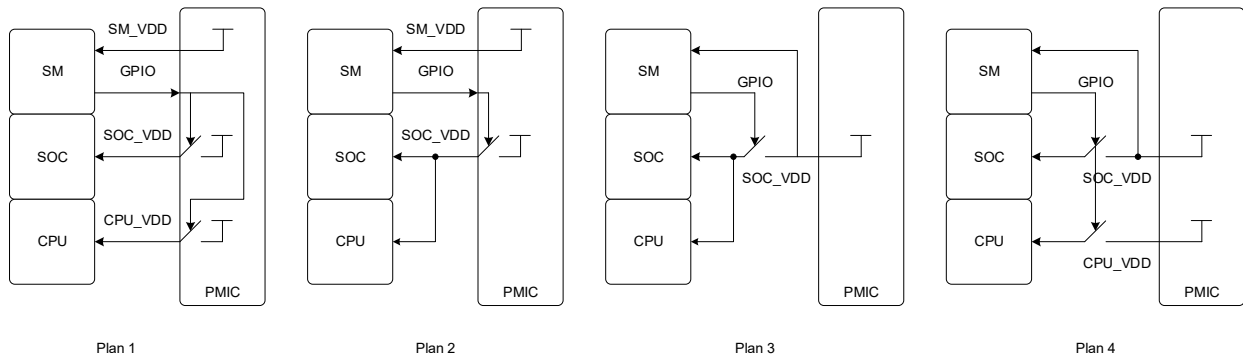 SM_VDD
SM
GPIO
SOC_VDD
SOC
CPU_VDD
CPU
PMIC
Plan 1
SM_VDD
SM
GPIO
SOC_VDD
SOC
CPU
PMIC
Plan 2
SM
GPIO
SOC
SOC_VDD
CPU
PMIC
Plan 3
SM
GPIO
SOC
SOC_VDD
CPU
CPU_VDD
PMIC
Plan 4